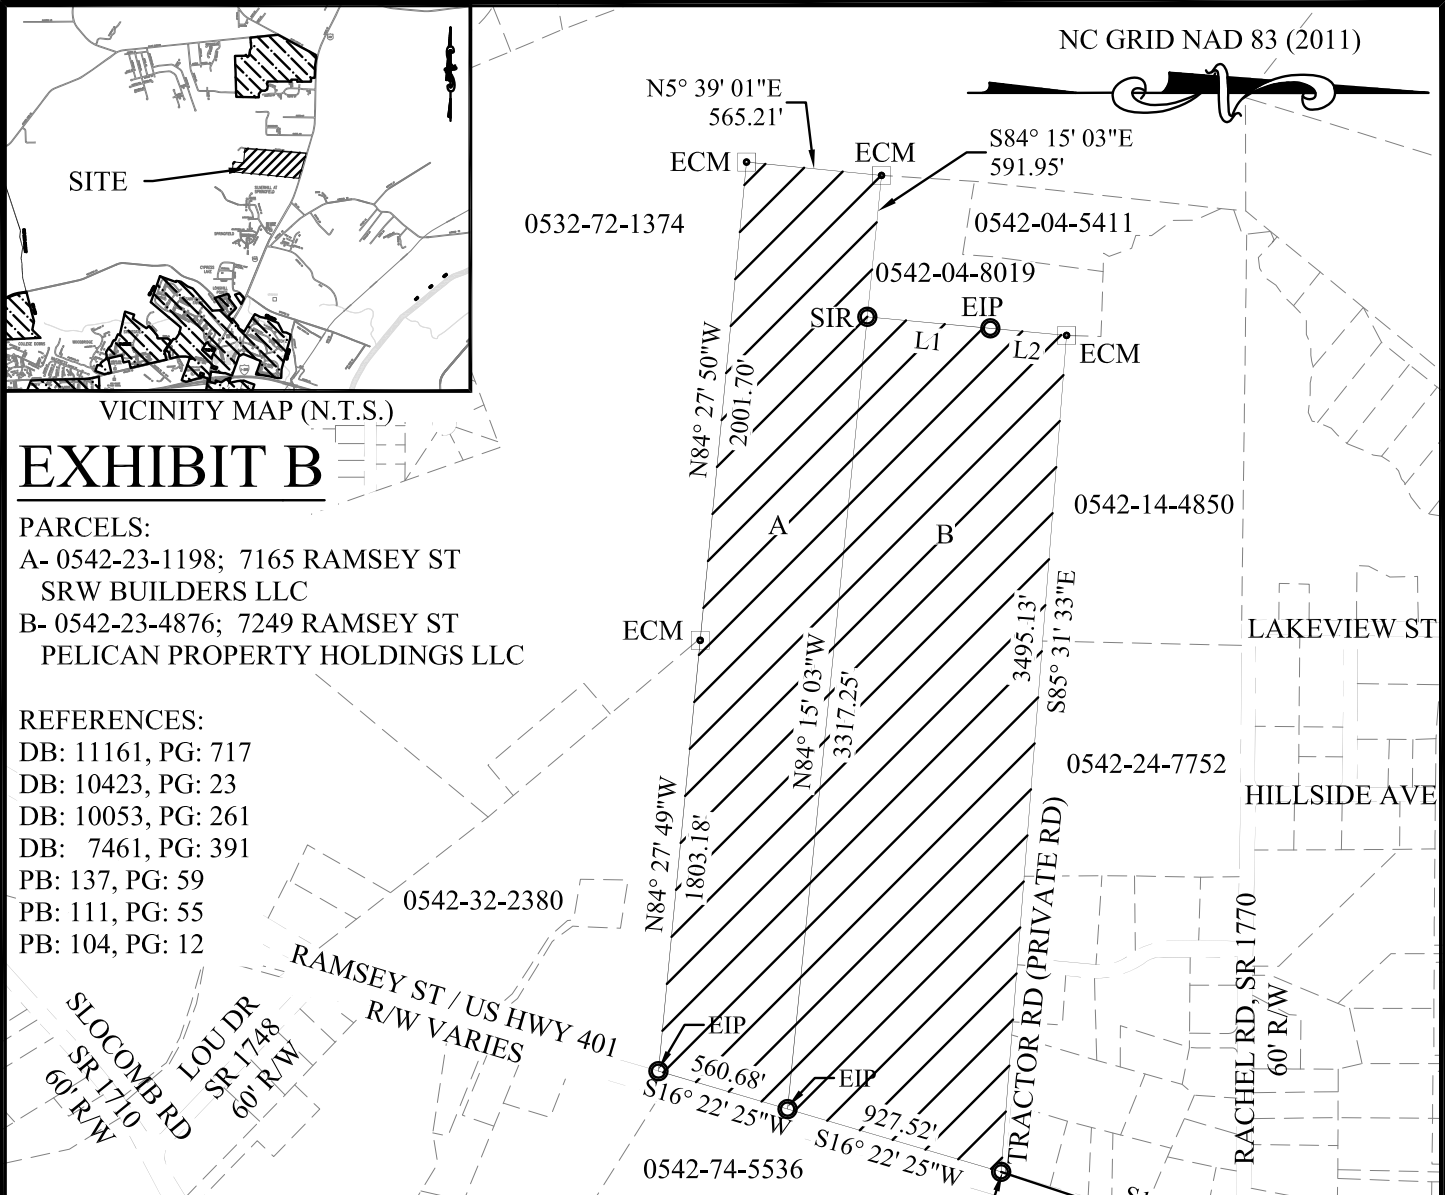 NC GRID NAD 83 (2011)
SITE
VICINITY MAP (N.T.S.)
EXHIBIT B
PARCELS:
A- 0542-23-1198; 7165 RAMSEY ST
SRW BUILDERS LLC
B- 0542-23-4876; 7249 RAMSEY ST
PELICAN PROPERTY HOLDINGS LLC
REFERENCES:
DB: 11161, PG: 717
DB: 10423, PG: 23
DB: 10053, PG: 261
DB: 7461, PG: 391
PB: 137, PG: 59
PB: 111, PG: 55
PB: 104, PG: 12
N5° 39' 01"E
565.21'
S84° 15' 03"E
591.95'
ECM
ECM
0532-72-1374
0542-04-5411
0542-04-8019
SIR
EIP
L1
L2
ECM
N84° 27' 50"W
2001.70'
A
B
0542-14-4850
ECM
N84° 15' 03"W
3317.25'
3495.13'
S85° 31' 33"E
LAKEVIEW ST
0542-24-7752
HILLSIDE AVE
N84° 27' 49"W
1803.18'
0542-32-2380
RAMSEY ST / US HWY 401
R/W VARIES
SLOCOMB RD
SR 1710
60' R/W
LOU DR
SR 1748
60' R/W
TRACTOR RD (PRIVATE RD)
RACHEL RD, SR 1770
60' R/W
EIP
560.68'
S16° 22' 25"W
EIP
927.52'
S16° 22' 25"W
0542-74-5536